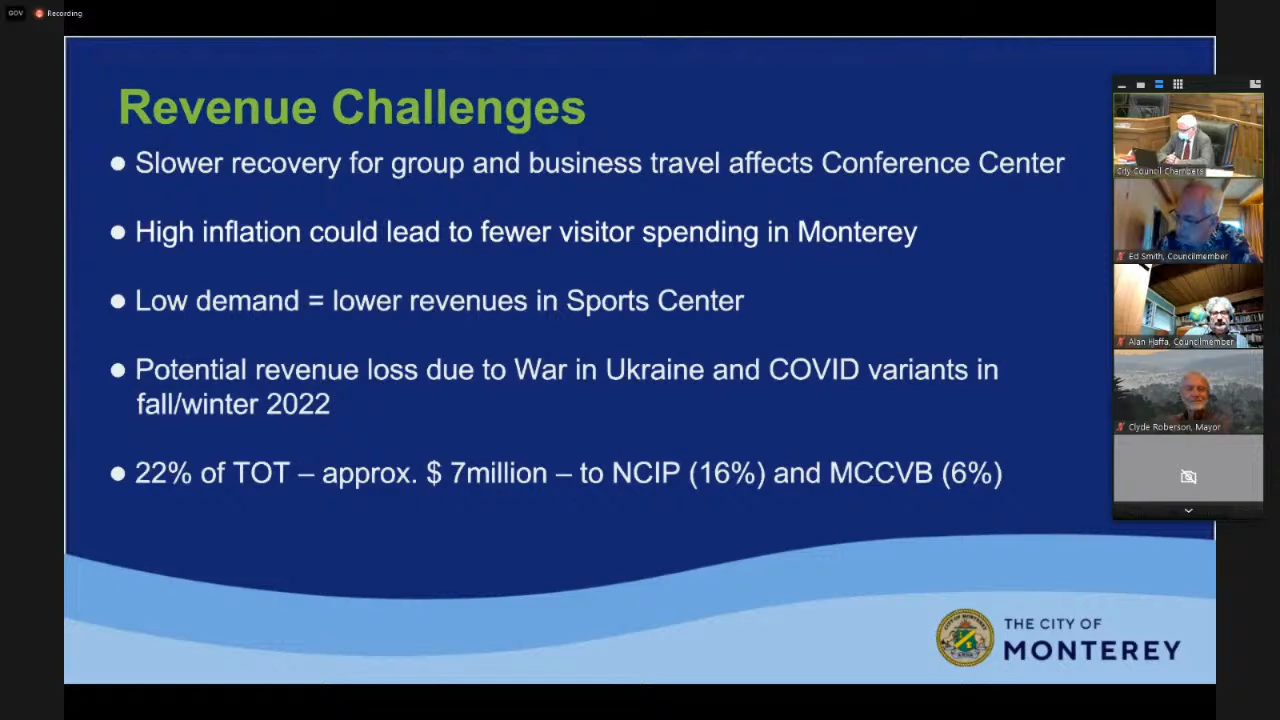 GOV
Recording
Revenue Challenges
● Slower recovery for group and business travel affects Conference Center
● High inflation could lead to fewer visitor spending in Monterey
● Low demand = lower revenues in Sports Center
● Potential revenue loss due to War in Ukraine and COVID variants in
fall/winter 2022
● 22% of TOT – approx. $ 7million – to NCIP (16%) and MCCVB (6%)
City Council Chambers
Ed Smith, Councilmember
Alan Haffa, Councilmember
Clyde Roberson, Mayor
THE CITY OF
MONTEREY